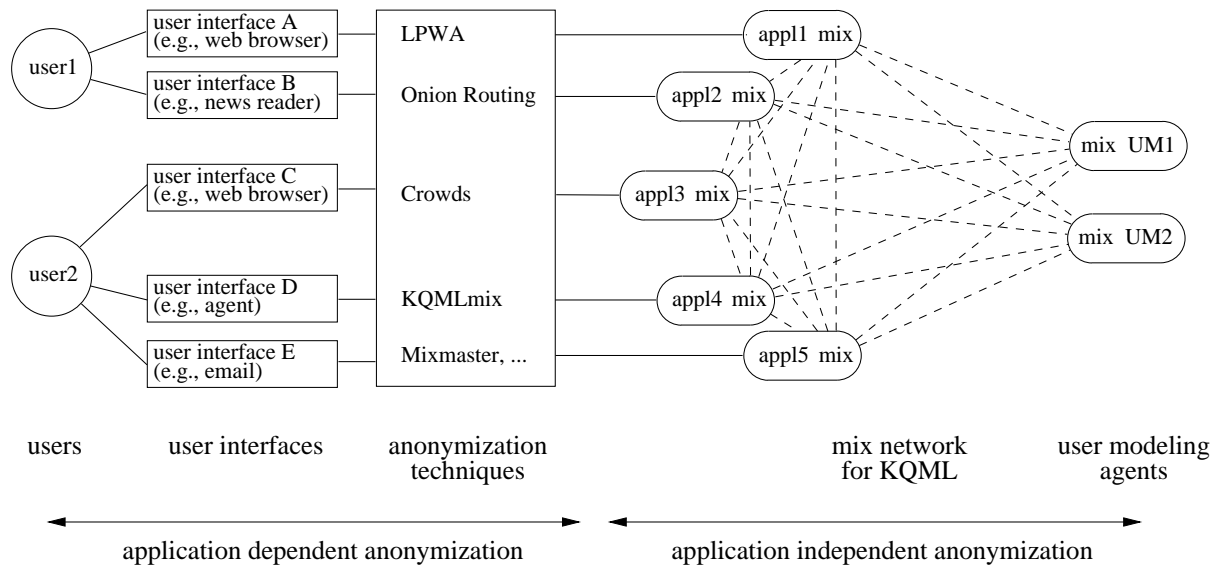 user1
user2
user interface A
(e.g., web browser)
user interface B
(e.g., news reader)
user interface C
(e.g., web browser)
user interface D
(e.g., agent)
user interface E
(e.g., email)
LPWA
Onion Routing
Crowds
KQMLmix
Mixmaster, ...
appl1 mix
appl2 mix
appl3 mix
appl4 mix
appl5 mix
mix UM1
mix UM2
users
user interfaces
anonymization
techniques
mix network
for KQML
user modeling
agents
application dependent anonymization
application independent anonymization